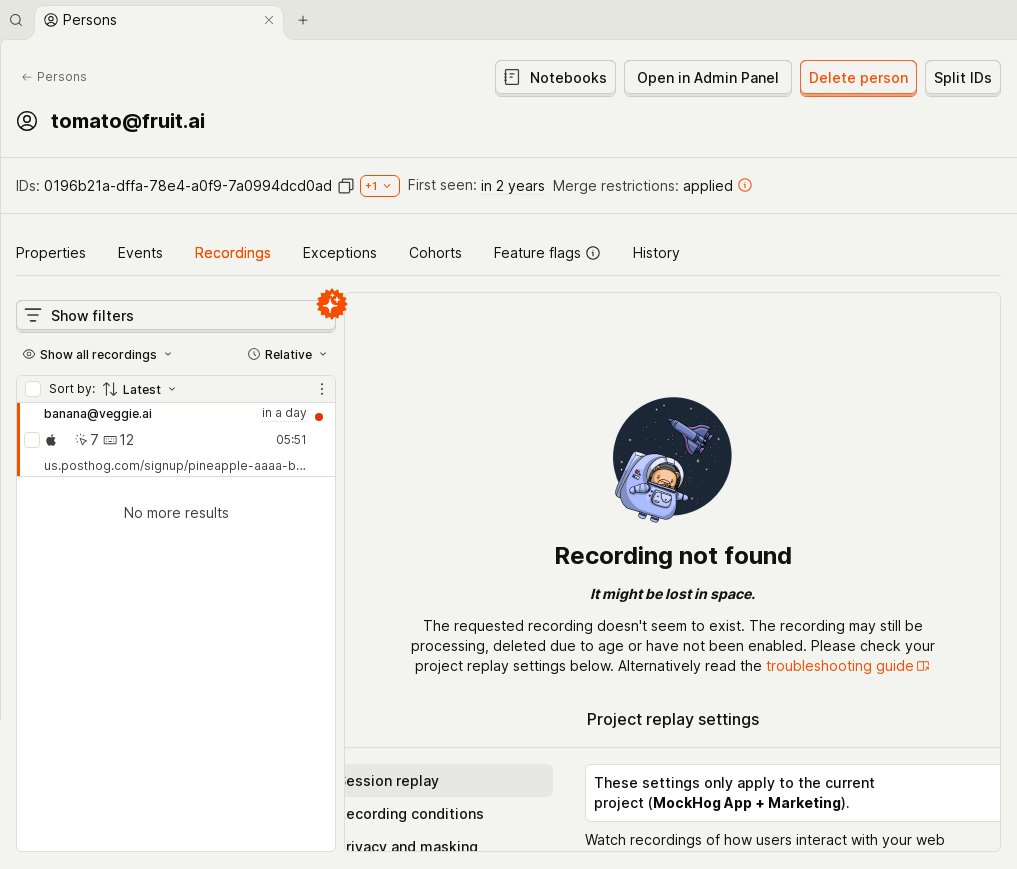 Persons
Persons
Notebooks
Open in Admin Panel
Delete person
Split IDs
tomato@fruit.ai
IDs: 0196b21a-dffa-78e4-a0f9-7a0994dcd0ad +1 First seen: in 2 years Merge restrictions: applied
Properties Events Recordings Exceptions Cohorts Feature flags History
Show filters
Show all recordings Relative
Sort by: Latest
banana@veggie.ai in a day
7 12 05:51
us.posthog.com/signup/pineapple-aaaa-b...
No more results
Recording not found
It might be lost in space.
The requested recording doesn't seem to exist. The recording may still be
processing, deleted due to age or have not been enabled. Please check your
project replay settings below. Alternatively read the troubleshooting guide
Project replay settings
Session replay
ecording conditions
rivacy and masking
These settings only apply to the current
project (MockHog App + Marketing).
Watch recordings of how users interact with your web